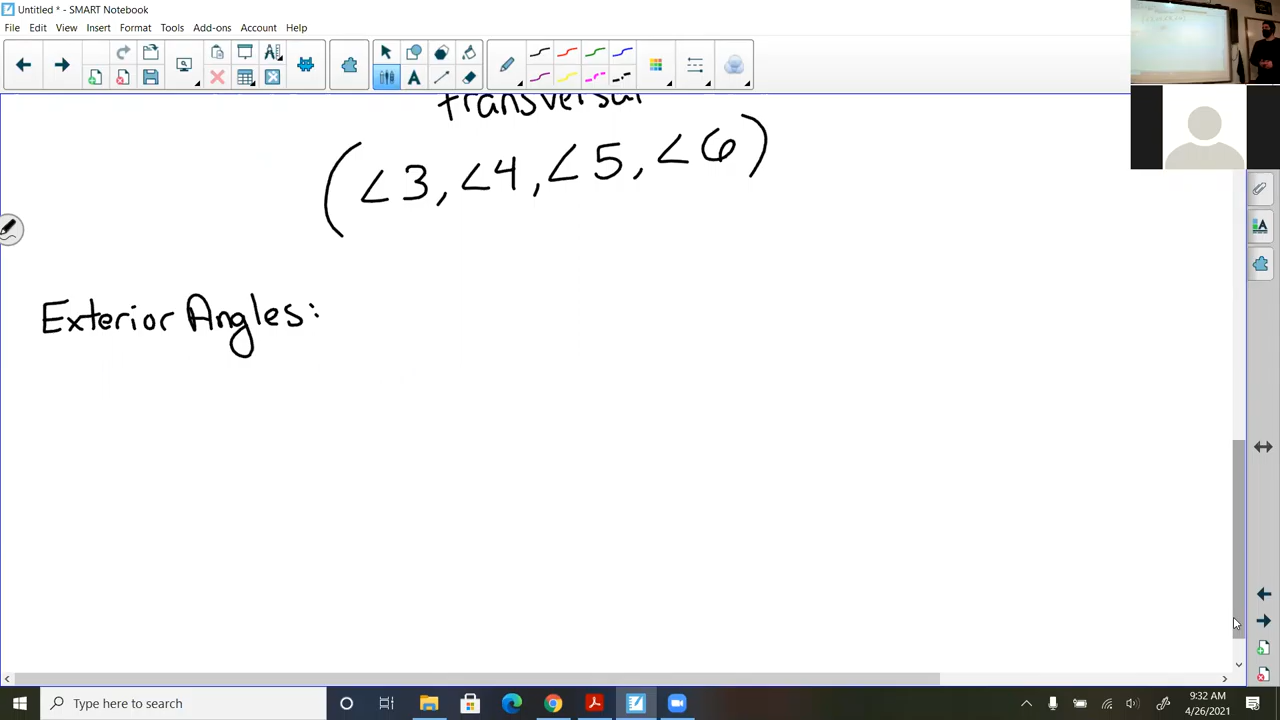 Untitled * - SMART Notebook
File Edit View Insert Format Tools Add-ons Account Help
transversal
(∠3, ∠4, ∠5, ∠6)
Exterior Angles:
Type here to search
9:32 AM
4/26/2021